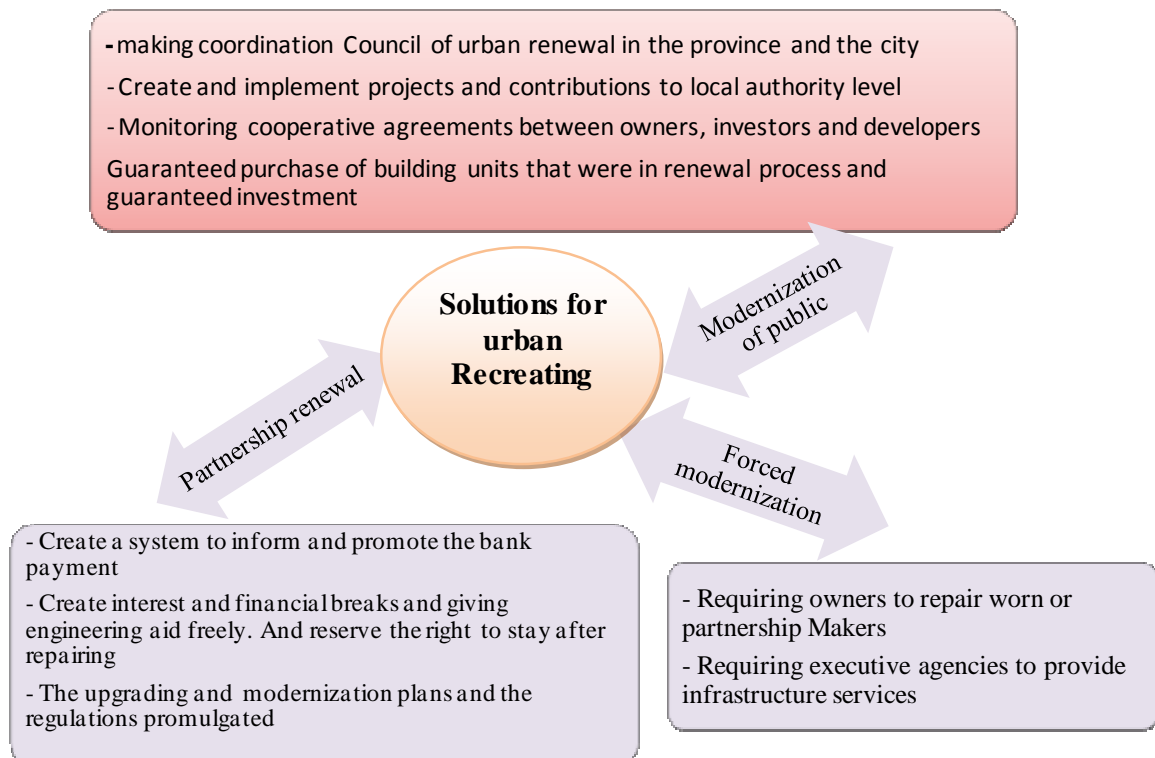 -making coordination Council of urban renewal in the province and the city
- Create and implement projects and contributions to local authority level
- Monitoring cooperative agreements between owners, investors and developers
Guaranteed purchase of building units that were in renewal process and
guaranteed investment
Solutions for
urban
Recreating
Modernization
of public
Partnership renewal
Forced
modernization
- Create a system to inform and promote the bank
payment
- Create interest and financial breaks and giving
engineering aid freely. And reserve the right to stay after
repairing
- The upgrading and modernization plans and the
regulations promulgated
- Requiring owners to repair worn or
partnership Makers
- Requiring executive agencies to provide
infrastructure services